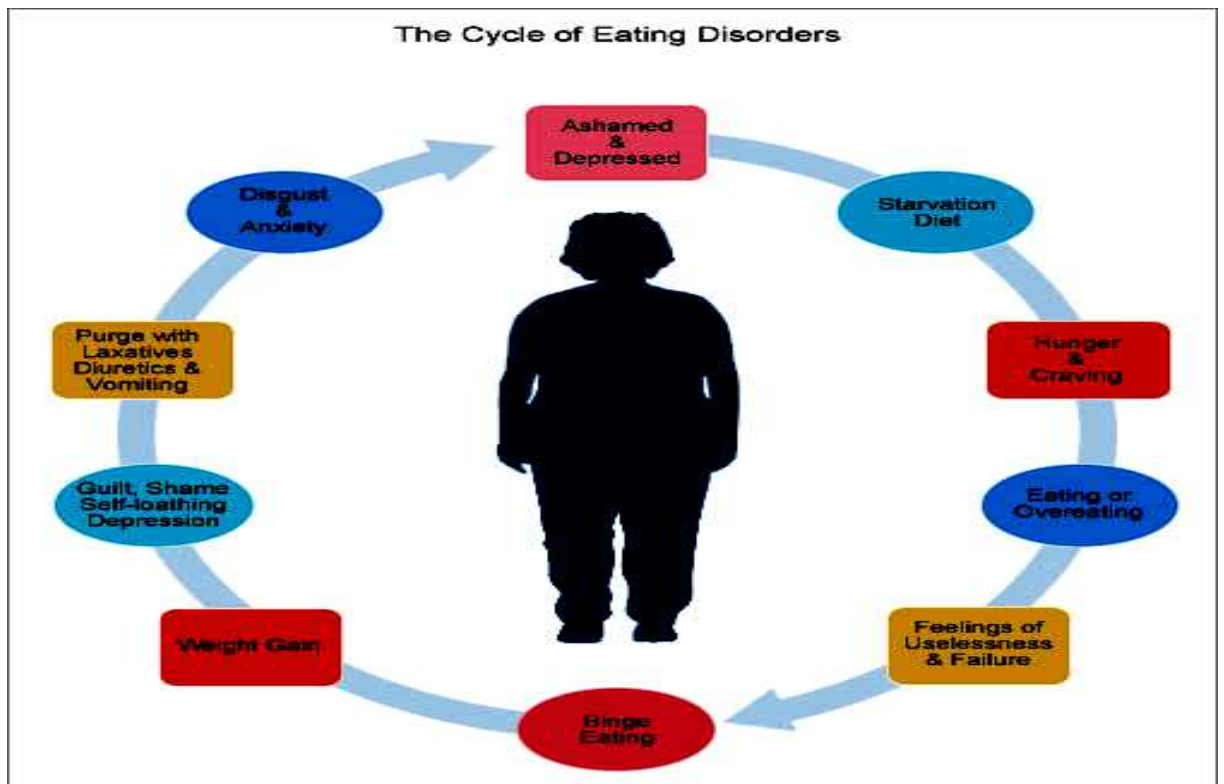 The Cycle of Eating Disorders
Ashamed
&
Depressed
Starvation
Diet
Hunger
&
Craving
Eating or
Overeating
Feelings of
Uselessness
& Failure
Binge
Eating
Weight Gain
Guilt, Shame
Self-loathing
Depression
Purge with
Laxatives
Diuretics &
Vomiting
Disgust
&
Anxiety